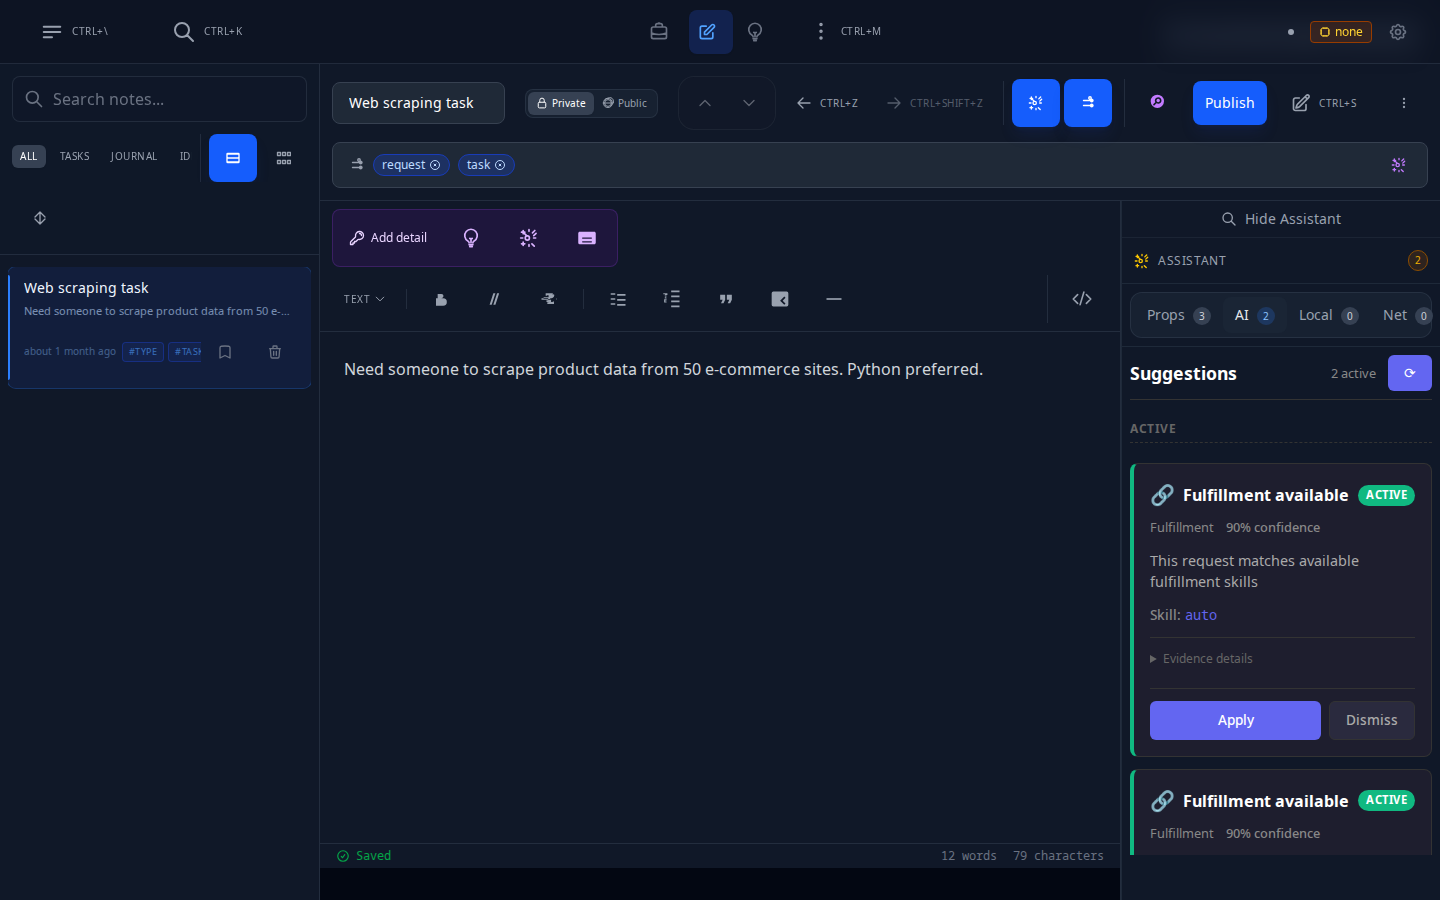 CTRL+\
CTRL+K
CTRL+M
none
Search notes...
ALL TASKS JOURNAL ID
Web scraping task
Need someone to scrape product data from 50 e-...
about 1 month ago #TYPE #TASK
Web scraping task
Private Public
CTRL+Z
CTRL+SHIFT+Z
Publish
CTRL+S
request
task
Add detail
TEXT
Need someone to scrape product data from 50 e-commerce sites. Python preferred.
Saved
12 words 79 characters
Hide Assistant
ASSISTANT 2
Props 3 AI 2 Local 0 Net 0
Suggestions 2 active
ACTIVE
Fulfillment available ACTIVE
Fulfillment 90% confidence
This request matches available
fulfillment skills
Skill: auto
Evidence details
Apply Dismiss
Fulfillment available ACTIVE
Fulfillment 90% confidence